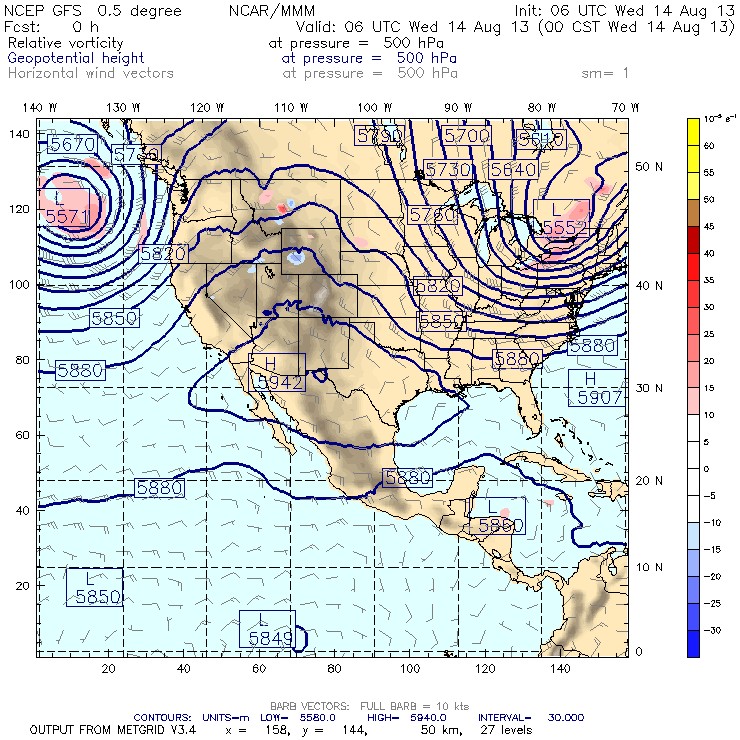 NCEP GFS 0.5 degree NCAR/MMM Init: 06 UTC Wed 14 Aug 13
Fcst: 0 h Valid: 06 UTC Wed 14 Aug 13 (00 CST Wed 14 Aug 13)
Relative vorticity at pressure = 500 hPa
Geopotential height at pressure = 500 hPa
Horizontal wind vectors at pressure = 500 hPa sm= 1
140 W 130 W 120 W 110 W 100 W 90 W 80 W 70 W
140
120
100
80
60
40
20
50 N
40 N
30 N
20 N
10 N
0
20 40 60 80 100 120 140
5670
5790 5700
5730 5640
5760
L
5571
L
5552
5820
5820
5850
5850
5880
5880
5880
H
5942
H
5907
5880
5880
L
5860
L
5850
L
5849
10⁻⁵ s⁻¹
60
55
50
45
40
35
30
25
20
15
10
5
0
−5
−10
−15
−20
−25
−30
BARB VECTORS: FULL BARB = 10 kts
CONTOURS: UNITS=m LOW= 5580.0 HIGH= 5940.0 INTERVAL= 30.000
OUTPUT FROM METGRID V3.4 x = 158, y = 144, 50 km, 27 levels